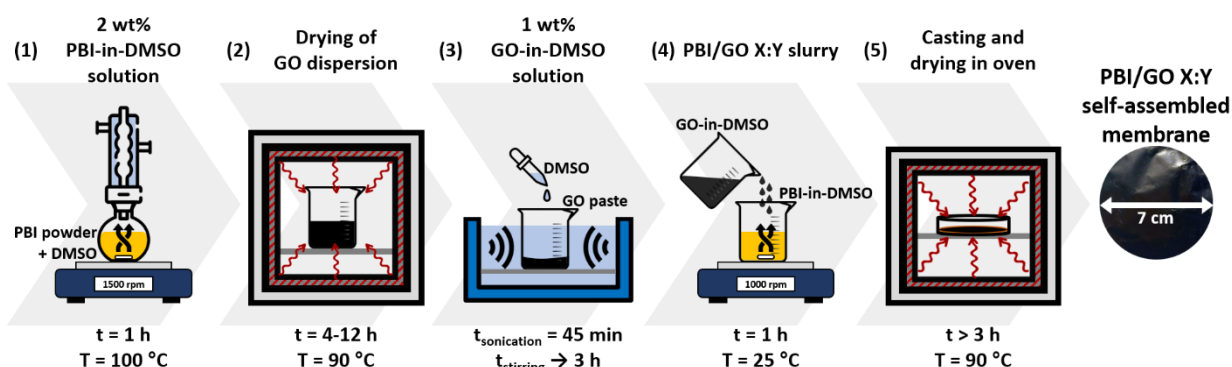 (1)
2 wt%
PBI-in-DMSO
solution
PBI powder
+ DMSO
1500 rpm
t = 1 h
T = 100 °C
(2)
Drying of
GO dispersion
t = 4-12 h
T = 90 °C
(3)
1 wt%
GO-in-DMSO
solution
DMSO
GO paste
t_sonication = 45 min
t_stirring → 3 h
(4)
PBI/GO X:Y slurry
GO-in-DMSO
PBI-in-DMSO
1000 rpm
t = 1 h
T = 25 °C
(5)
Casting and
drying in oven
t > 3 h
T = 90 °C
PBI/GO X:Y
self-assembled
membrane
7 cm